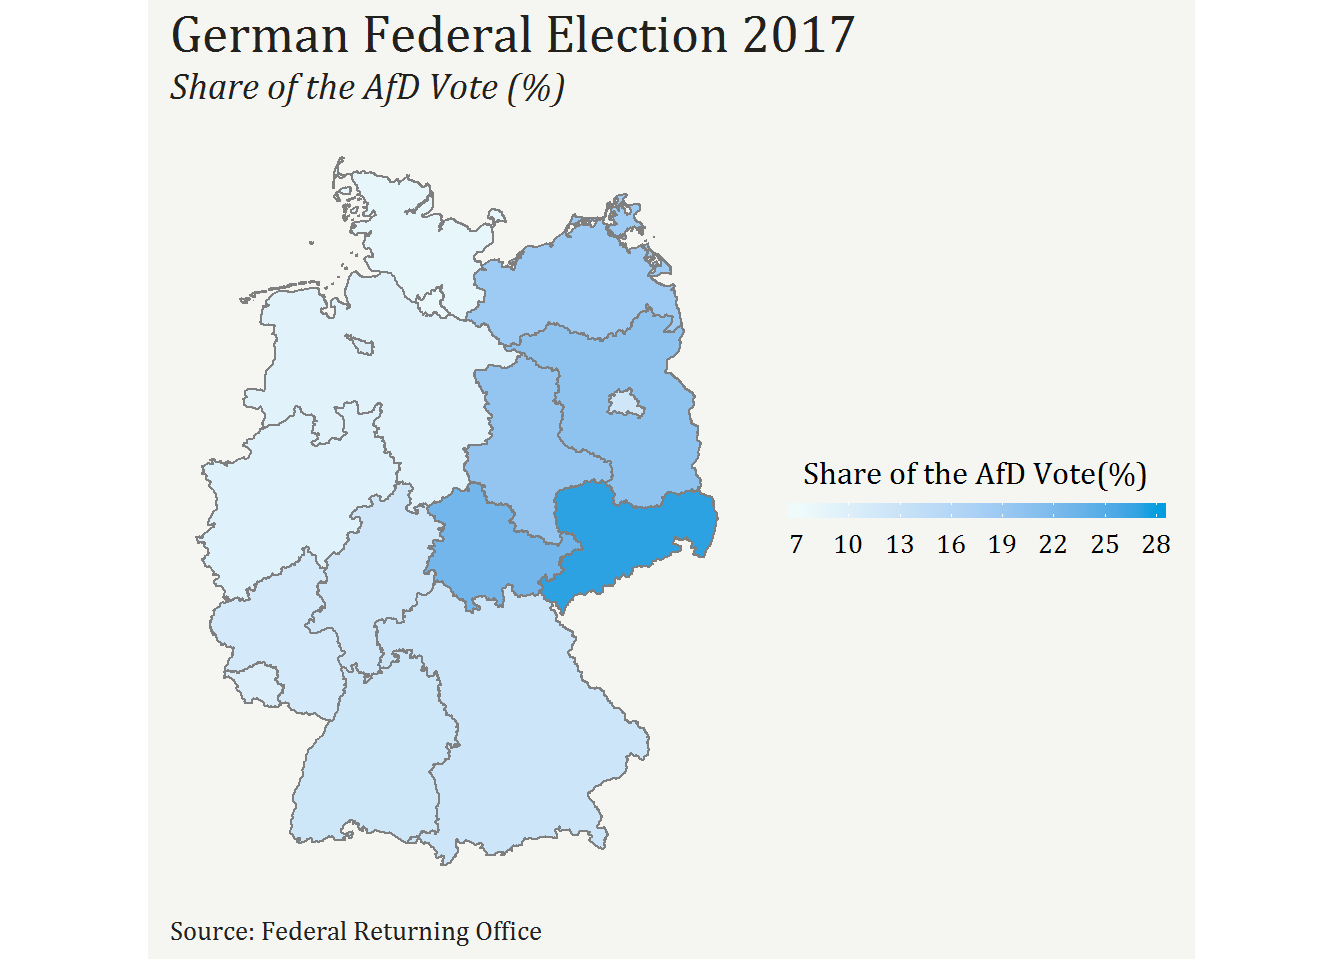 German Federal Election 2017
Share of the AfD Vote (%)
Share of the AfD Vote(%)
7 10 13 16 19 22 25 28
Source: Federal Returning Office